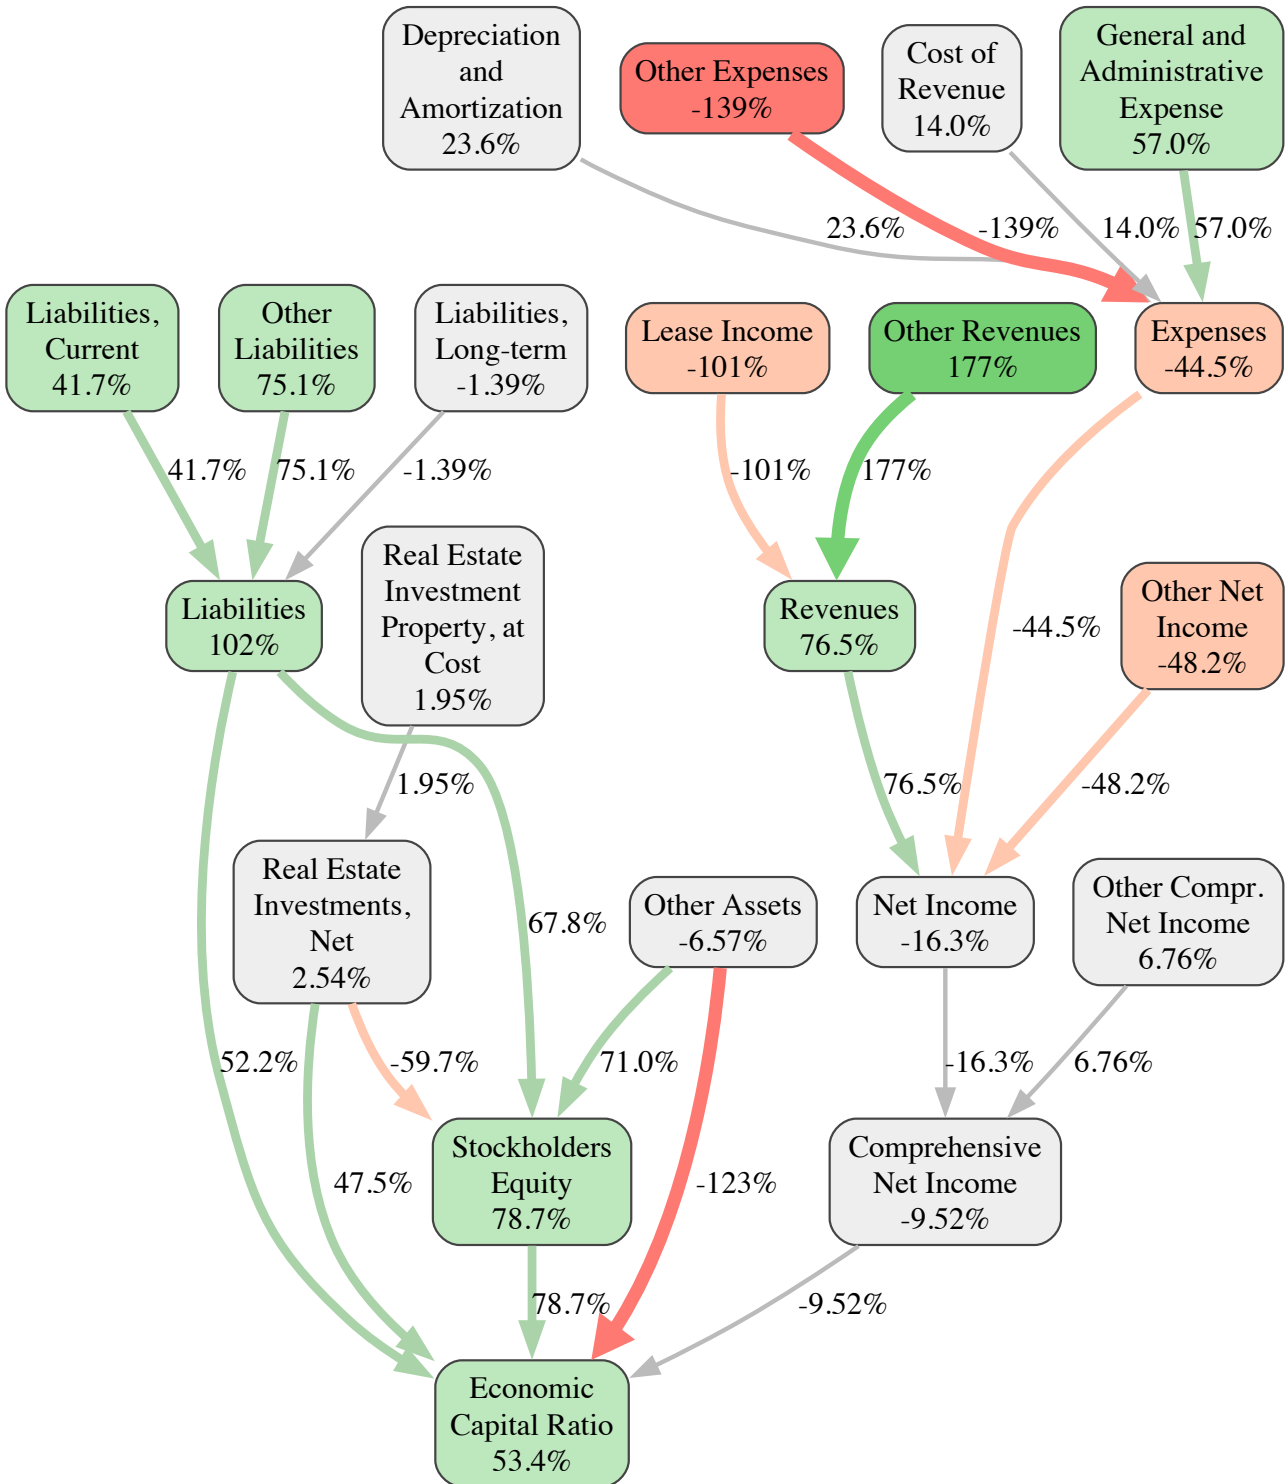 Depreciation
and
Amortization
23.6%
Other Expenses
-139%
Cost of
Revenue
14.0%
General and
Administrative
Expense
57.0%
23.6%
-139%
14.0%
57.0%
Liabilities,
Current
41.7%
Other
Liabilities
75.1%
Liabilities,
Long-term
-1.39%
Lease Income
-101%
Other Revenues
177%
Expenses
-44.5%
41.7%
75.1%
-1.39%
-101%
177%
Real Estate
Investment
Property, at
Cost
1.95%
Liabilities
102%
Revenues
76.5%
-44.5%
Other Net
Income
-48.2%
1.95%
76.5%
-48.2%
Real Estate
Investments,
Net
2.54%
67.8%
Other Assets
-6.57%
Net Income
-16.3%
Other Compr.
Net Income
6.76%
52.2%
-59.7%
71.0%
-16.3%
6.76%
47.5%
Stockholders
Equity
78.7%
-123%
Comprehensive
Net Income
-9.52%
78.7%
-9.52%
Economic
Capital Ratio
53.4%